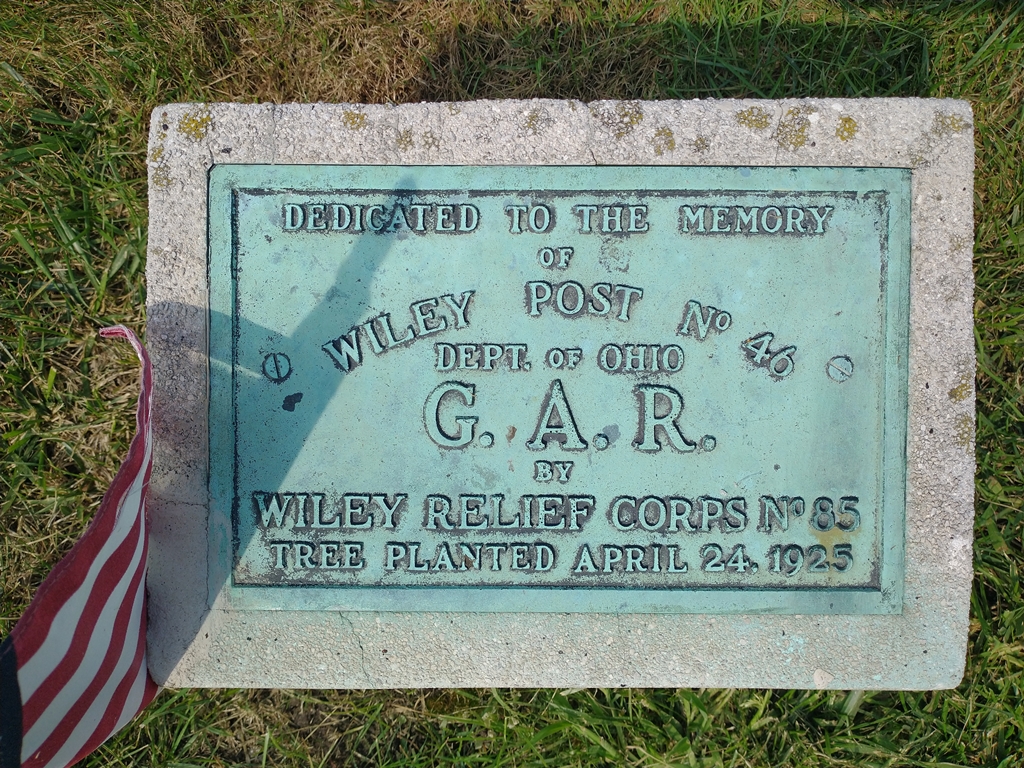 DEDICATED TO THE MEMORY
OF
WILEY POST No 46
DEPT. OF OHIO
G. A. R.
BY
WILEY RELIEF CORPS No 85
TREE PLANTED APRIL 24. 1925